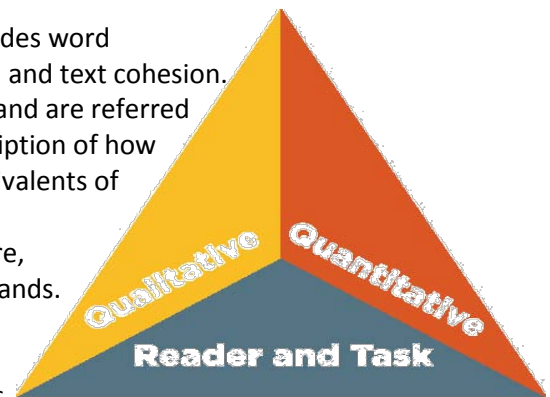 des word
and text cohesion.
and are referred
iption of how
valents of
re,
ands.
Qualitative
Quantitative
Reader and Task